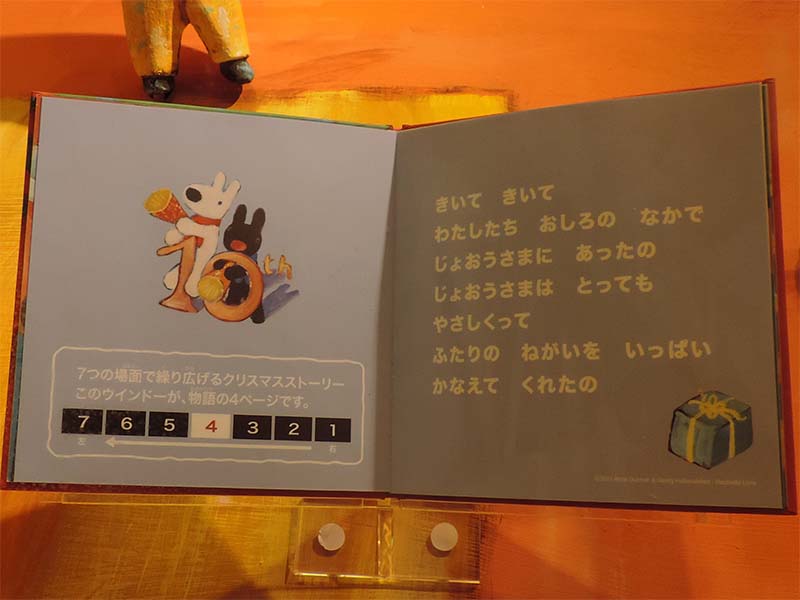 10th
7つの場面で繰り広げるクリスマスストーリー
このウインドーが、物語の4ページです。
7 6 5 4 3 2 1
左 右
きいて きいて
わたしたち おしろの なかで
じょおうさまに あったの
じょおうさまは とっても
やさしくって
ふたりの ねがいを いっぱい
かなえて くれたの